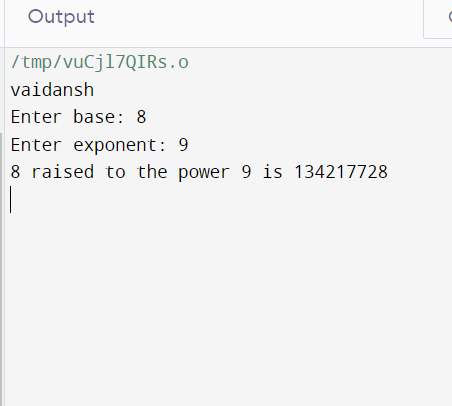 Output
/tmp/vuCjl7QIRs.o
vaidansh
Enter base: 8
Enter exponent: 9
8 raised to the power 9 is 134217728